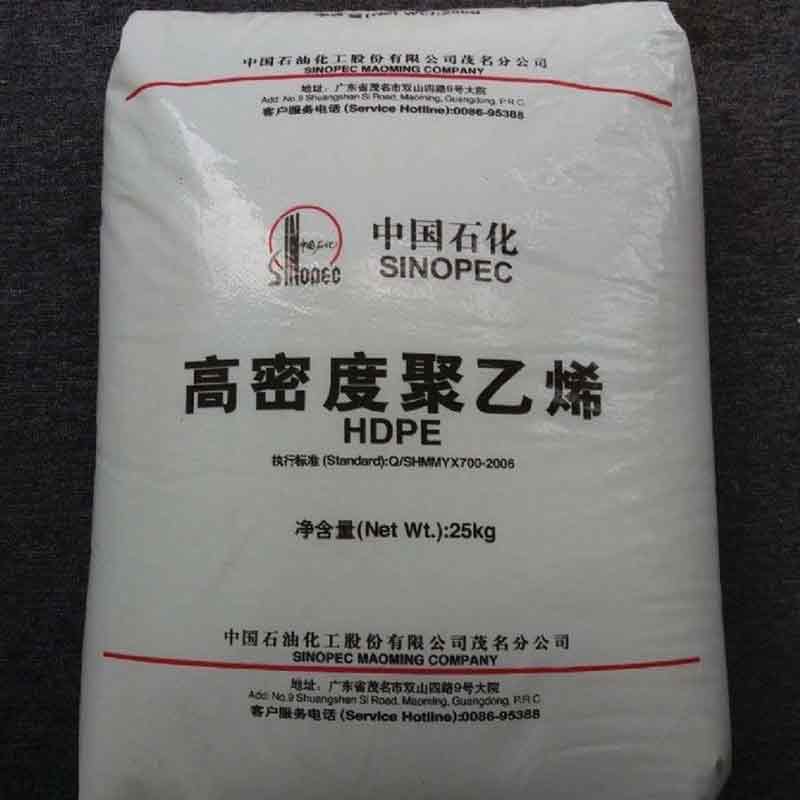 中国石油化工股份有限公司茂名分公司
SINOPEC MAOMING COMPANY
地址：广东省茂名市双山四路9号大院
Add: No.9 Shuangshan Si Road, Maoming, Guangdong, P.R.C
客户服务电话 (Service Hotline):0086-95388
中国石化
SINOPEC
中国石化
SINOPEC
高密度聚乙烯
HDPE
执行标准 (Standard):Q/SHMMYX700-2006
净含量(Net Wt.):25kg
中国石油化工股份有限公司茂名分公司
SINOPEC MAOMING COMPANY
地址：广东省茂名市双山四路9号大院
Add: No.9 Shuangshan Si Road, Maoming, Guangdong, P.R.C
客户服务电话 (Service Hotline):0086-95388